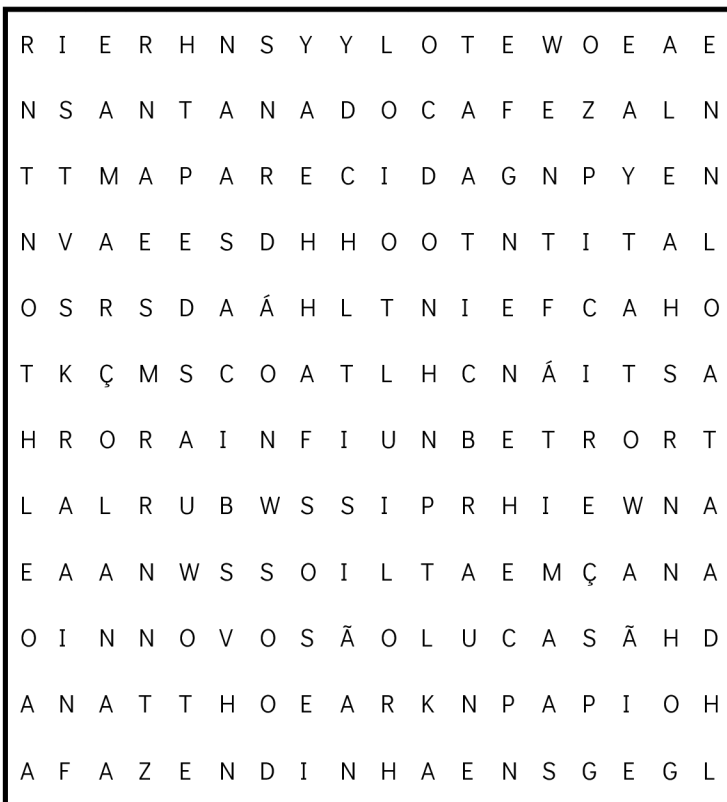 R I E R H N S Y Y L O T E W O E A E
N S A N T A N A D O C A F E Z A L N
T T M A P A R E C I D A G N P Y E N
N V A E E S D H H O O T N T I T A L
O S R S D A Á H L T N I E F C A H O
T K Ç M S C O A T L H C N Á I T S A
H R O R A I N F I U N B E T R O R T
L A L R U B W S S I P R H I E W N A
E A A N W S S O I L T A E M Ç A N A
O I N N O V O S Ã O L U C A S Ã H D
A N A T T H O E A R K N P A P I O H
A F A Z E N D I N H A E N S G E G L